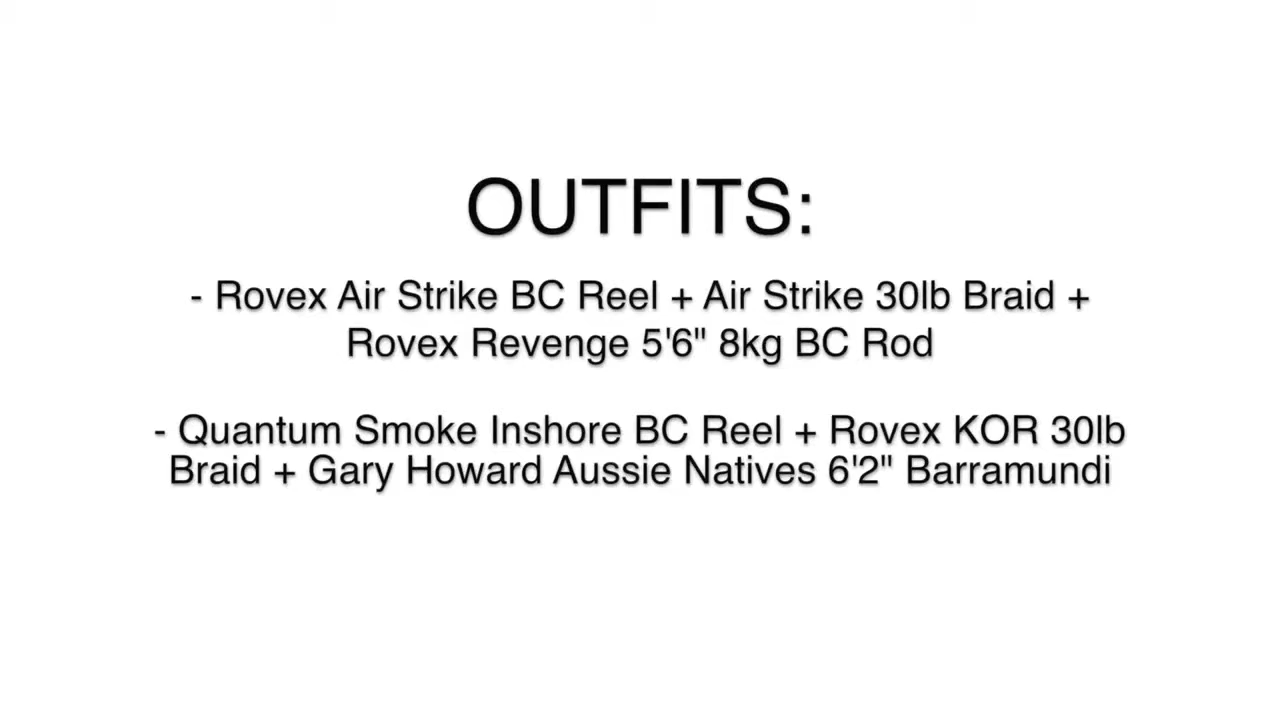 OUTFITS:
- Rovex Air Strike BC Reel + Air Strike 30lb Braid +
Rovex Revenge 5'6" 8kg BC Rod
- Quantum Smoke Inshore BC Reel + Rovex KOR 30lb
Braid + Gary Howard Aussie Natives 6'2" Barramundi